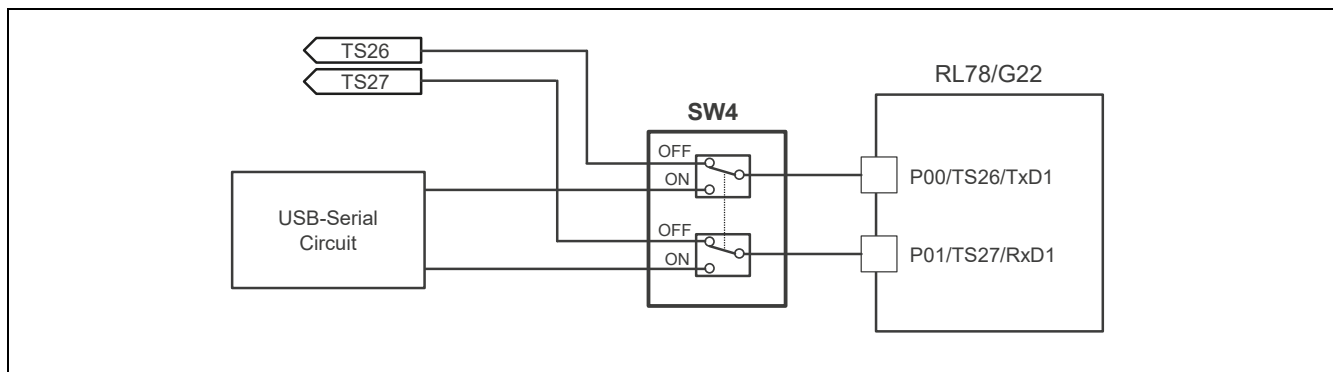 TS26
TS27
RL78/G22
SW4
OFF
ON
P00/TS26/TxD1
USB-Serial
Circuit
OFF
ON
P01/TS27/RxD1